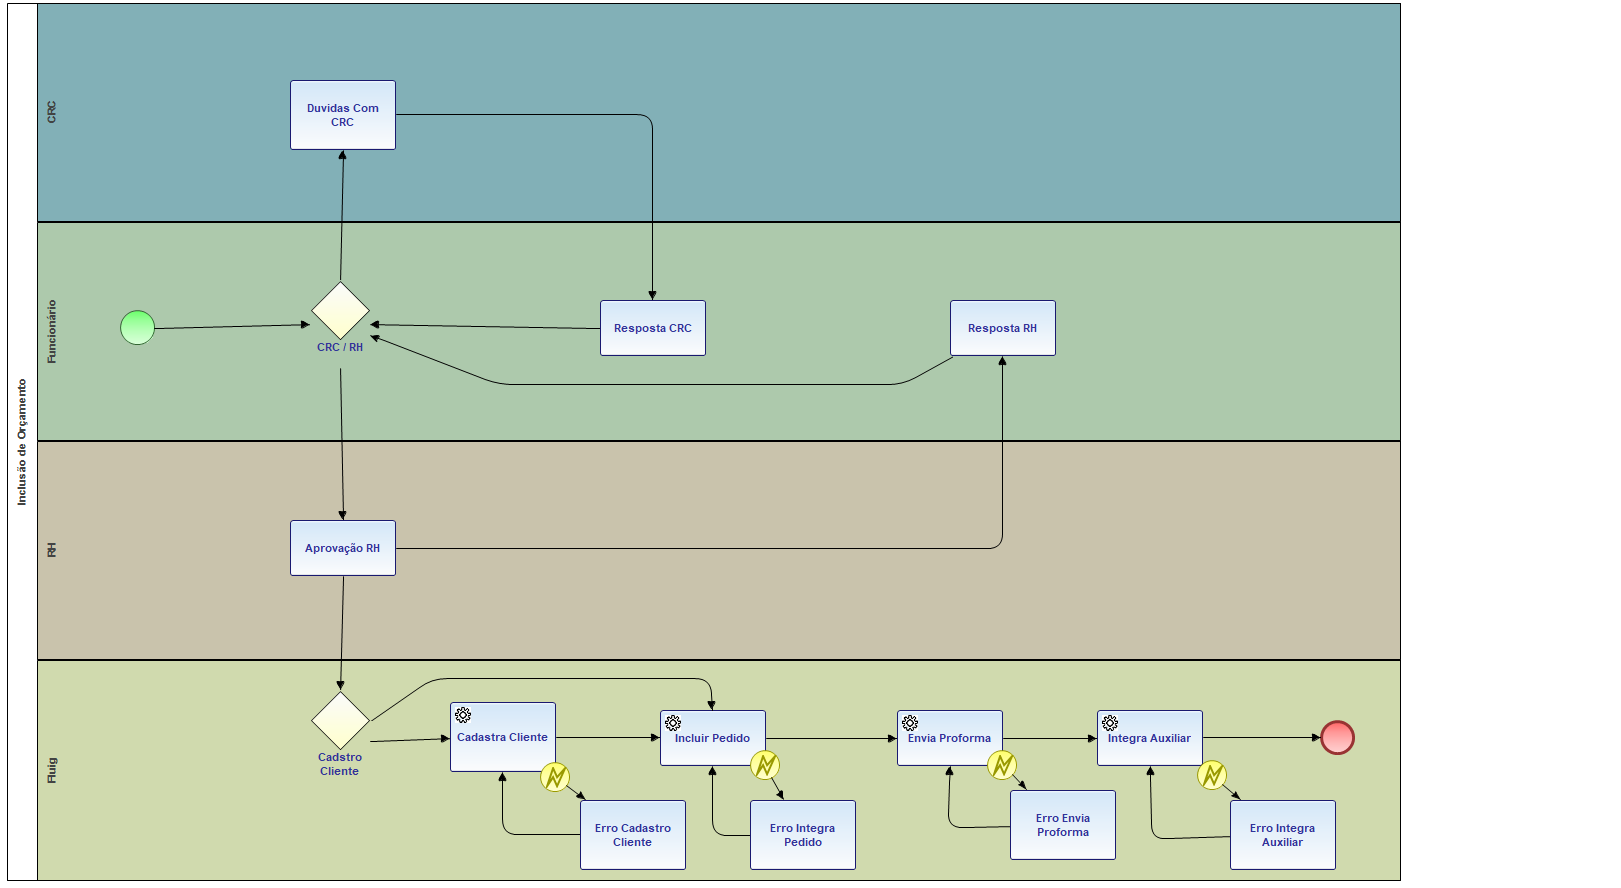 Inclusão de Orçamento
CRC
Duvidas Com
CRC
Funcionário
CRC / RH
Resposta CRC
Resposta RH
RH
Aprovação RH
Fluig
Cadstro
Cliente
Cadastra Cliente
Incluir Pedido
Envia Proforma
Integra Auxiliar
Erro Cadastro
Cliente
Erro Integra
Pedido
Erro Envia
Proforma
Erro Integra
Auxiliar